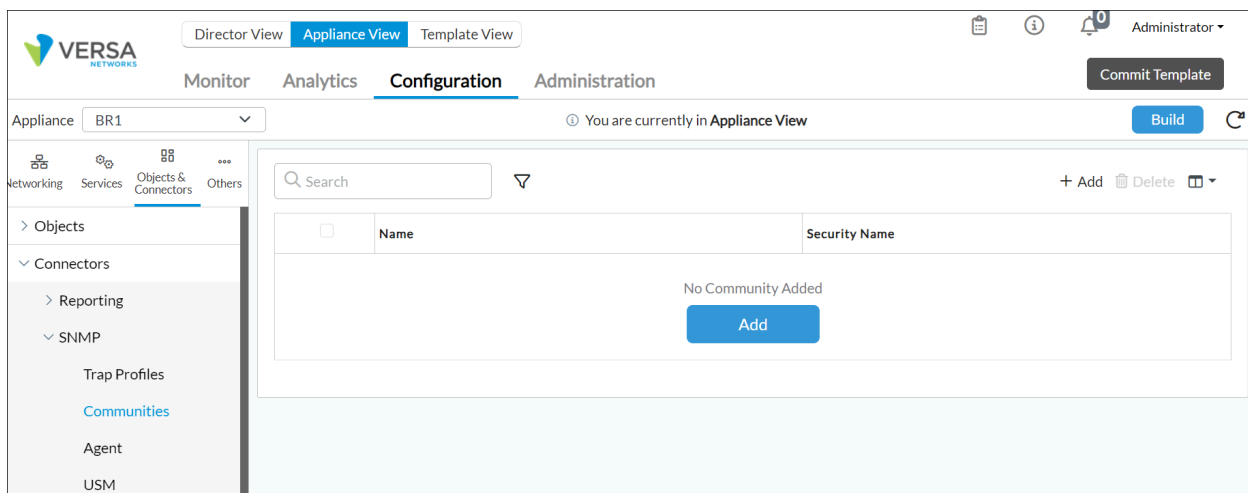 VERSA
NETWORKS
Director View Appliance View Template View
0
Administrator
Monitor Analytics Configuration Administration
Commit Template
Appliance BR1
You are currently in Appliance View
Build
Networking Services Objects & Connectors Others
Search
+ Add Delete
Objects
Name Security Name
Connectors
Reporting
No Community Added
Add
SNMP
Trap Profiles
Communities
Agent
USM